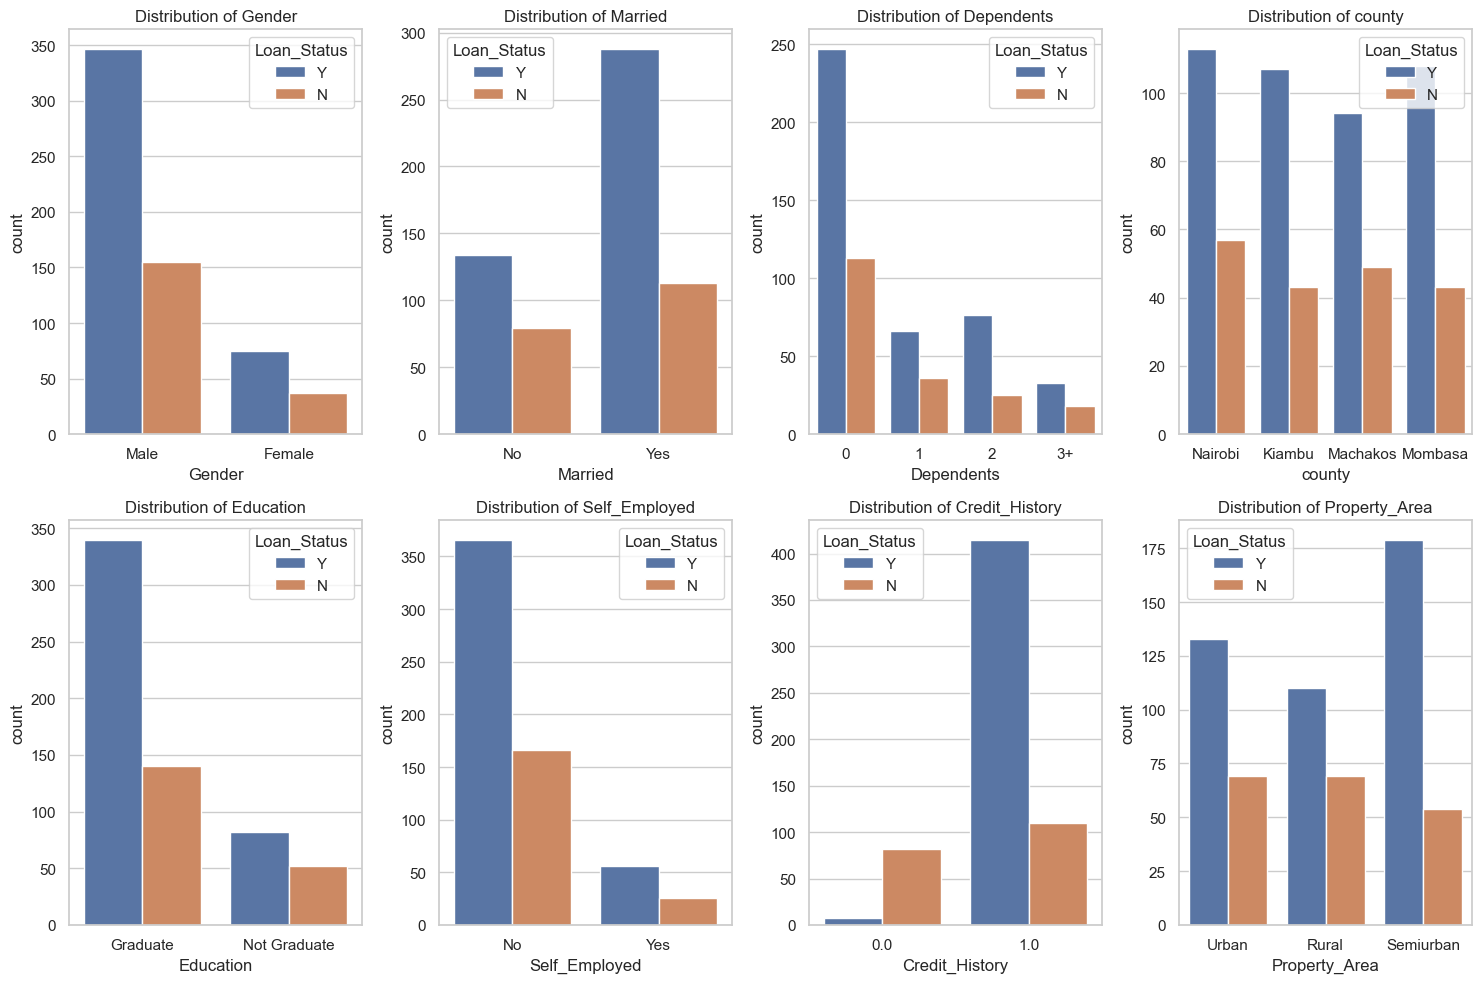 Distribution of Gender
350
300
250
200
150
100
50
0
count
Loan_Status
Y
N
Male Female
Gender
Distribution of Married
300
250
200
150
100
50
0
count
Loan_Status
Y
N
No Yes
Married
Distribution of Dependents
250
200
150
100
50
0
count
Loan_Status
Y
N
0 1 2 3+
Dependents
Distribution of county
100
80
60
40
20
0
count
Loan_Status
Y
N
Nairobi Kiambu Machakos Mombasa
county
Distribution of Education
350
300
250
200
150
100
50
0
count
Loan_Status
Y
N
Graduate Not Graduate
Education
Distribution of Self_Employed
350
300
250
200
150
100
50
0
count
Loan_Status
Y
N
No Yes
Self_Employed
Distribution of Credit_History
400
350
300
250
200
150
100
50
0
count
Loan_Status
Y
N
0.0 1.0
Credit_History
Distribution of Property_Area
175
150
125
100
75
50
25
0
count
Loan_Status
Y
N
Urban Rural Semiurban
Property_Area